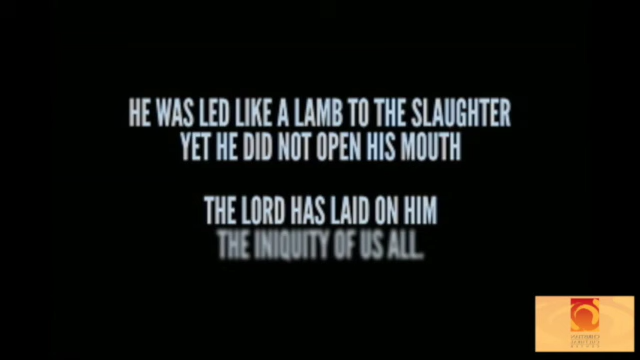 HE WAS LED LIKE A LAMB TO THE SLAUGHTER
YET HE DID NOT OPEN HIS MOUTH
THE LORD HAS LAID ON HIM
THE INIQUITY OF US ALL.